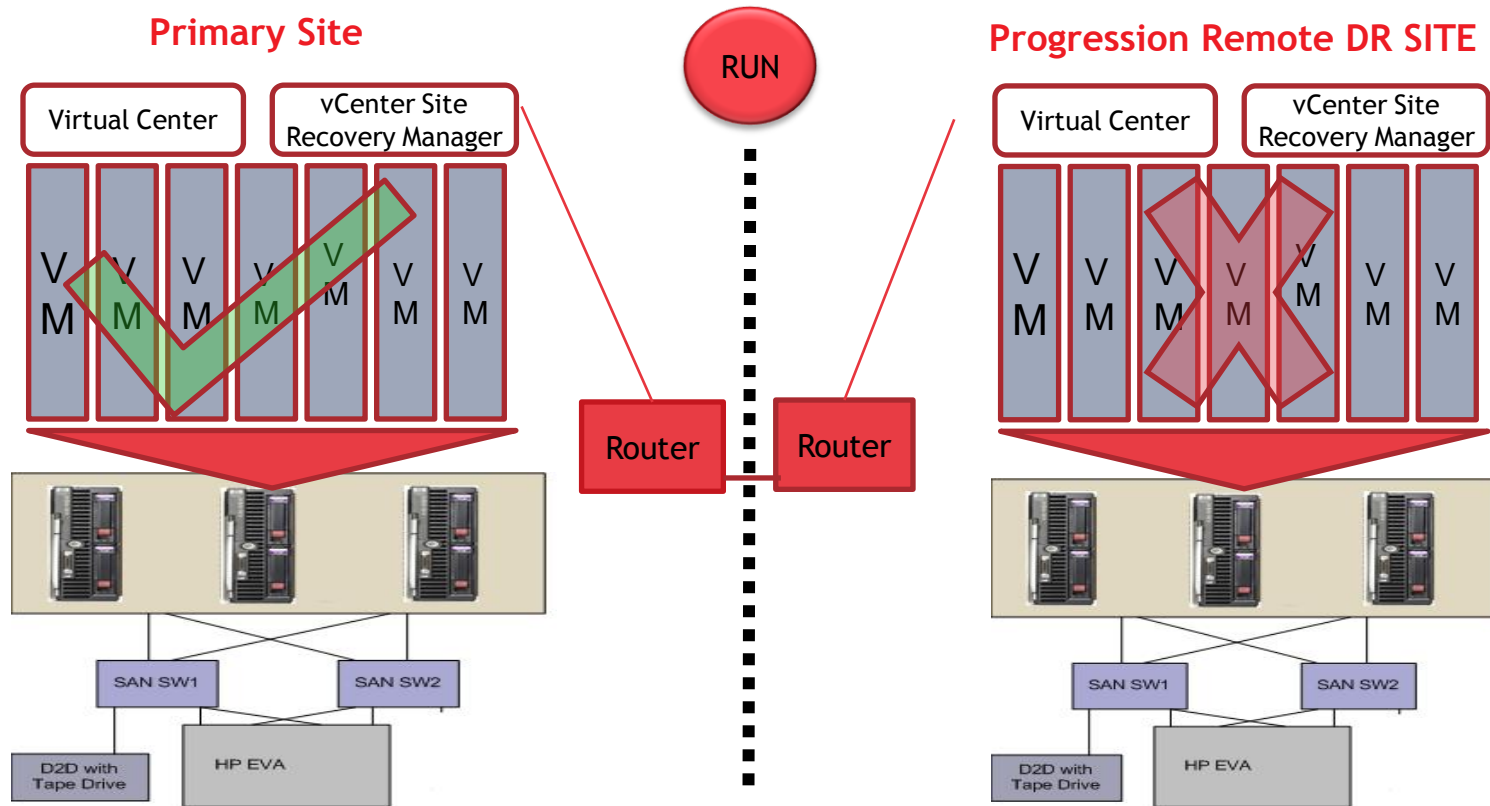 Primary Site
RUN
Progression Remote DR SITE
Virtual Center
vCenter Site
Recovery Manager
Virtual Center
vCenter Site
Recovery Manager
V
M
V
M
V
M
V
M
V
M
V
M
V
M
V
M
V
M
V
M
V
M
V
M
V
M
V
M
Router
Router
SAN SW1
SAN SW2
SAN SW1
SAN SW2
D2D with
Tape Drive
HP EVA
D2D with
Tape Drive
HP EVA